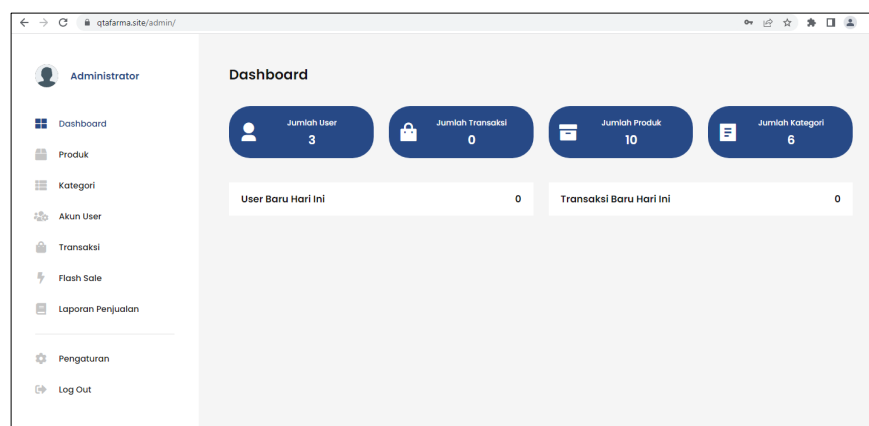 qtafarma.site/admin/
Administrator
Dashboard
Produk
Kategori
Akun User
Transaksi
Flash Sale
Laporan Penjualan
Pengaturan
Log Out
Dashboard
Jumlah User
3
Jumlah Transaksi
0
Jumlah Produk
10
Jumlah Kategori
6
User Baru Hari Ini 0
Transaksi Baru Hari Ini 0